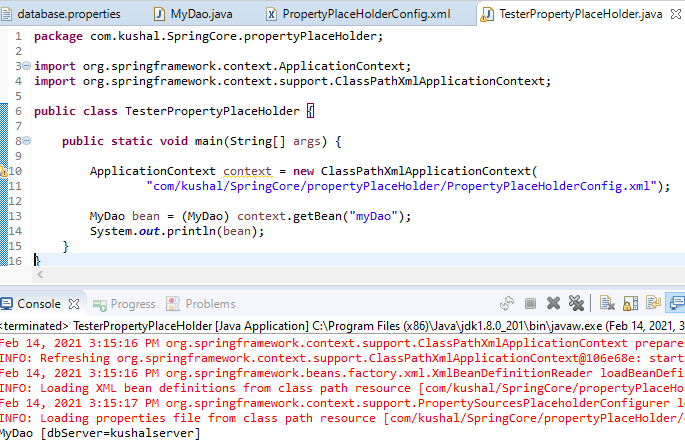 database.properties MyDao.java PropertyPlaceHolderConfig.xml TesterPropertyPlaceHolder.java
1 package com.kushal.SpringCore.propertyPlaceHolder;
2
3 import org.springframework.context.ApplicationContext;
4 import org.springframework.context.support.ClassPathXmlApplicationContext;
5
6 public class TesterPropertyPlaceHolder {
7
8 public static void main(String[] args) {
9
10 ApplicationContext context = new ClassPathXmlApplicationContext(
11 "com/kushal/SpringCore/propertyPlaceHolder/PropertyPlaceHolderConfig.xml");
12
13 MyDao bean = (MyDao) context.getBean("myDao");
14 System.out.println(bean);
15 }
16 }
Console Progress Problems
<terminated> TesterPropertyPlaceHolder [Java Application] C:\Program Files (x86)\Java\jdk1.8.0_201\bin\javaw.exe (Feb 14, 2021, 3
Feb 14, 2021 3:15:16 PM org.springframework.context.support.ClassPathXmlApplicationContext prepare
INFO: Refreshing org.springframework.context.support.ClassPathXmlApplicationContext@106e68e: start
Feb 14, 2021 3:15:16 PM org.springframework.beans.factory.xml.XmlBeanDefinitionReader loadBeanDefi
INFO: Loading XML bean definitions from class path resource [com/kushal/SpringCore/propertyPlaceHo
Feb 14, 2021 3:15:17 PM org.springframework.context.support.PropertySourcesPlaceholderConfigurer lo
INFO: Loading properties file from class path resource [com/kushal/SpringCore/propertyPlaceHolder/
MyDao [dbServer=kushalserver]